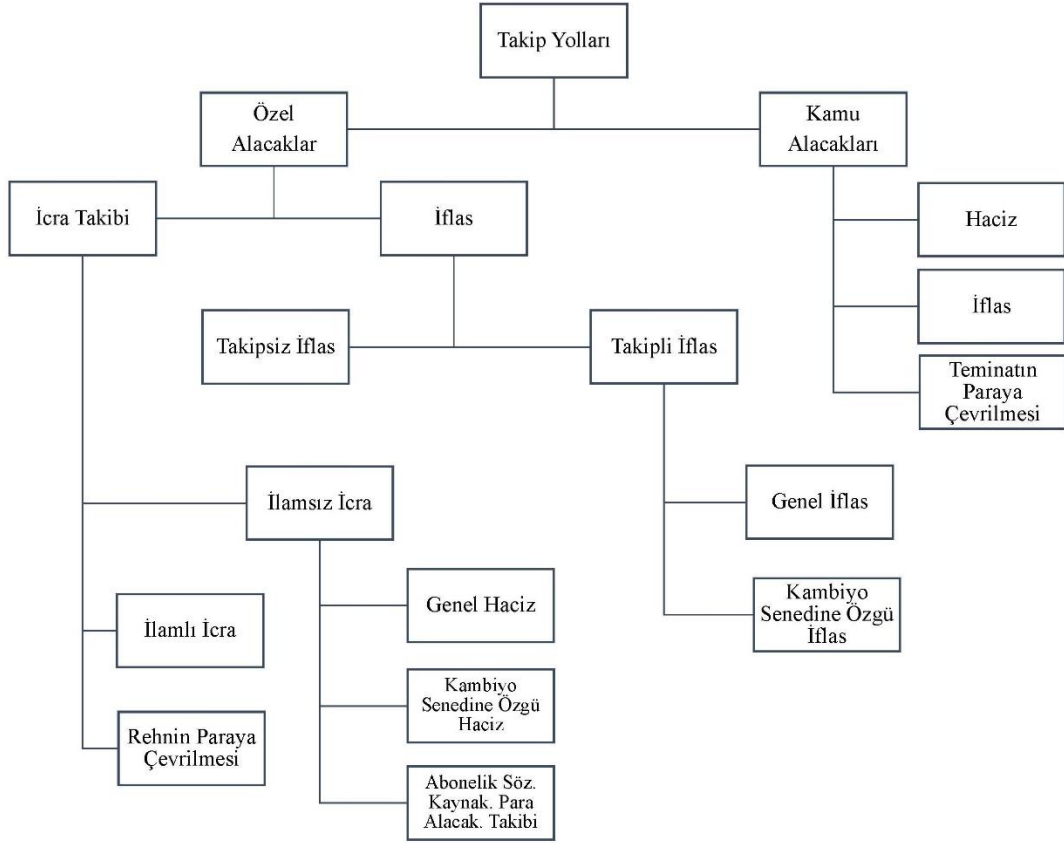 Takip Yolları
Özel
Alacaklar
Kamu
Alacakları
İcra Takibi
İflas
Haciz
İflas
Takipsiz İflas
Takipli İflas
Teminatın
Paraya
Çevrilmesi
İlamsız İcra
Genel İflas
İlamlı İcra
Genel Haciz
Kambiyo
Senedine Özgü
İflas
Rehnin Paraya
Çevrilmesi
Kambiyo
Senedine Özgü
Haciz
Abonelik Söz.
Kaynak. Para
Alacak. Takibi